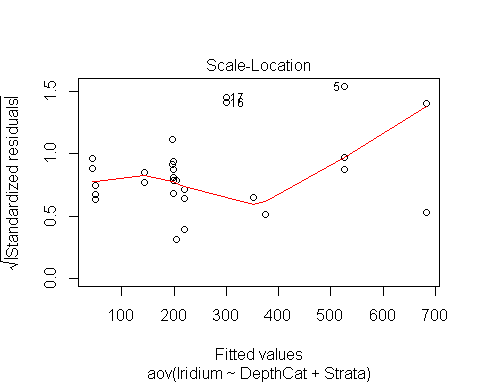 Scale-Location
√|Standardized residuals|
1.5
1.0
0.5
0.0
5
17
16
100 200 300 400 500 600 700
Fitted values
aov(Iridium ~ DepthCat + Strata)